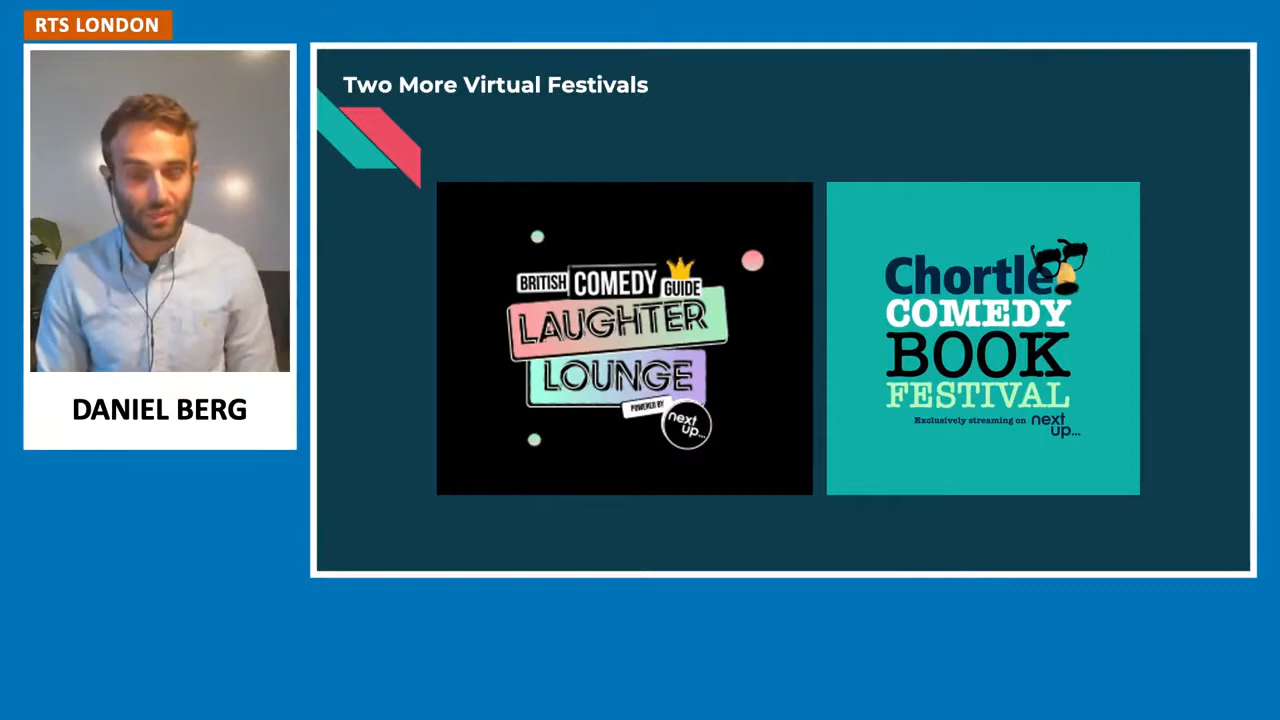 RTS LONDON
DANIEL BERG
Two More Virtual Festivals
BRITISH COMEDY GUIDE
LAUGHTER
LOUNGE
POWERED BY
next
up...
Chortle
COMEDY
BOOK
FESTIVAL
Exclusively streaming on next
up...